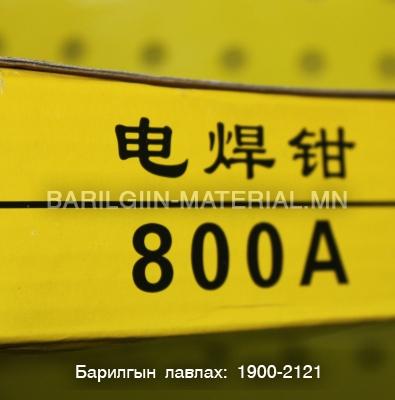 电焊钳
BARILGIIN-MATERIAL.MN
800A
Барилгын лавлах: 1900-2121